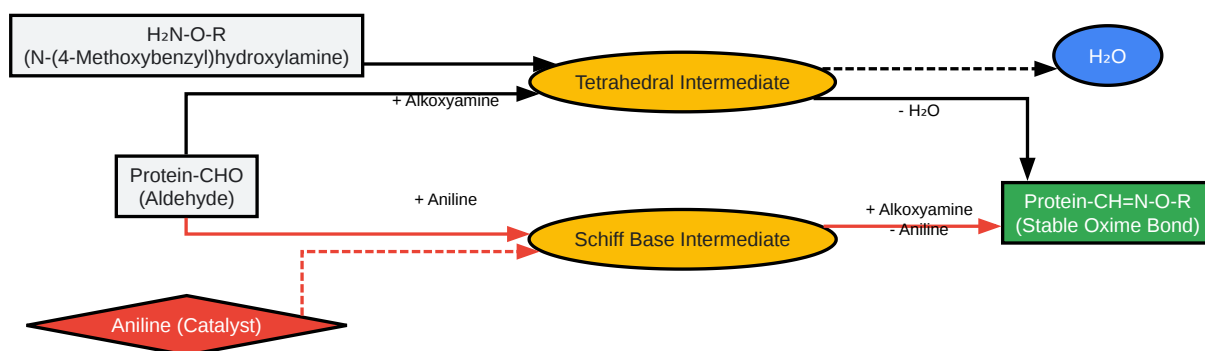 H₂N-O-R
(N-(4-Methoxybenzyl)hydroxylamine)
Tetrahedral Intermediate
H₂O
+ Alkoxyamine
- H₂O
Protein-CHO
(Aldehyde)
+ Aniline
Schiff Base Intermediate
+ Alkoxyamine
- Aniline
Protein-CH=N-O-R
(Stable Oxime Bond)
Aniline (Catalyst)